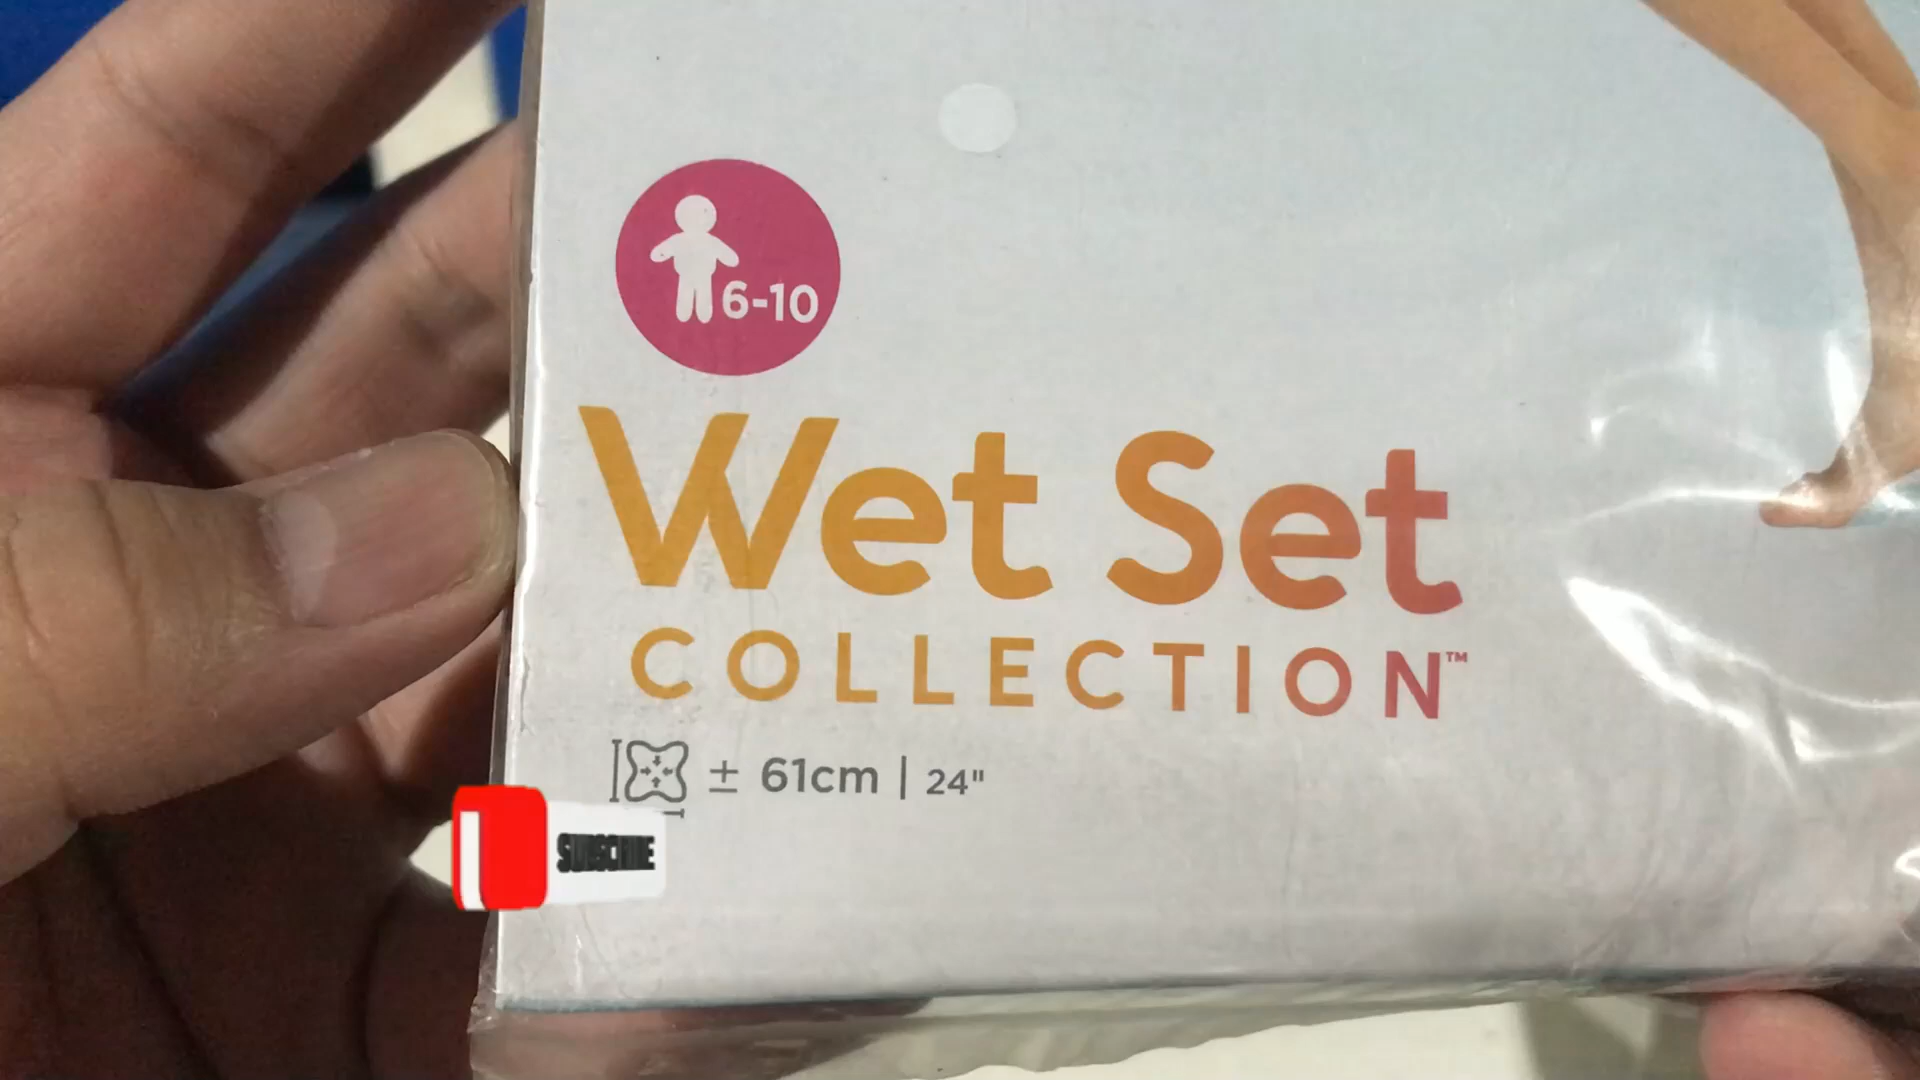 6-10
Wet Set
COLLECTION™
± 61cm | 24"
SUBSCRIBE